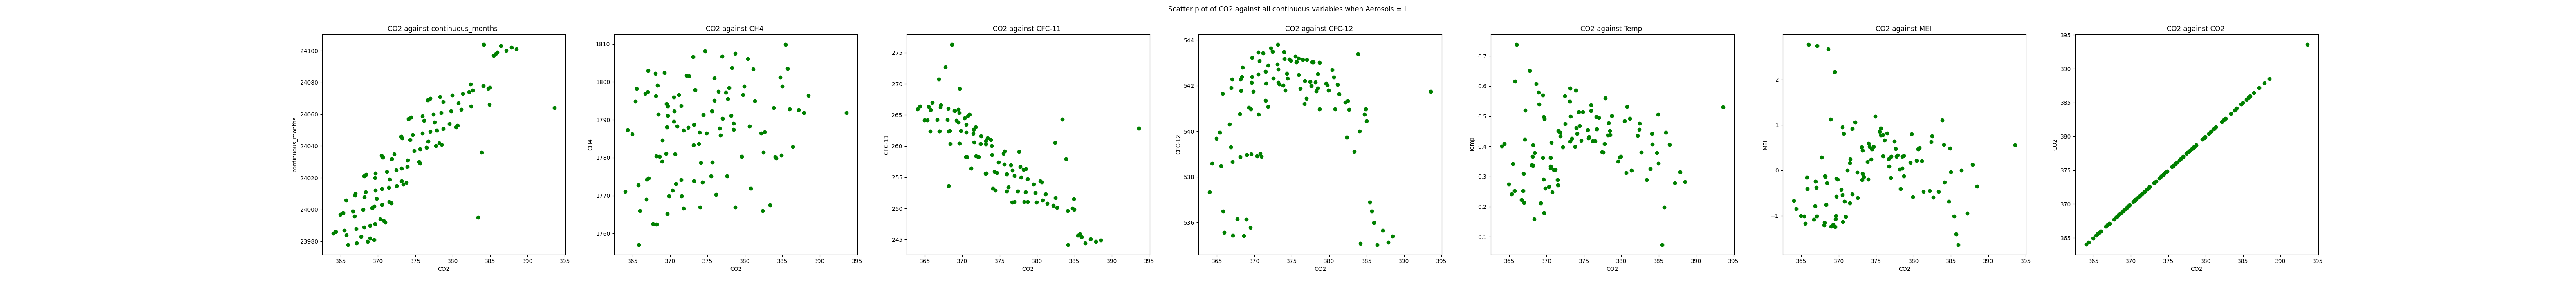 Scatter plot of CO2 against all continuous variables when Aerosols = L
CO2 against continuous_months
continuous_months
24100
24080
24060
24040
24020
24000
23980
365 370 375 380 385 390 395
CO2
CO2 against CH4
CH4
1810
1800
1790
1780
1770
1760
365 370 375 380 385 390 395
CO2
CO2 against CFC-11
CFC-11
275
270
265
260
255
250
245
365 370 375 380 385 390 395
CO2
CO2 against CFC-12
CFC-12
544
542
540
538
536
365 370 375 380 385 390 395
CO2
CO2 against Temp
Temp
0.7
0.6
0.5
0.4
0.3
0.2
0.1
365 370 375 380 385 390 395
CO2
CO2 against MEI
MEI
2
1
0
−1
365 370 375 380 385 390 395
CO2
CO2 against CO2
CO2
395
390
385
380
375
370
365
365 370 375 380 385 390 395
CO2